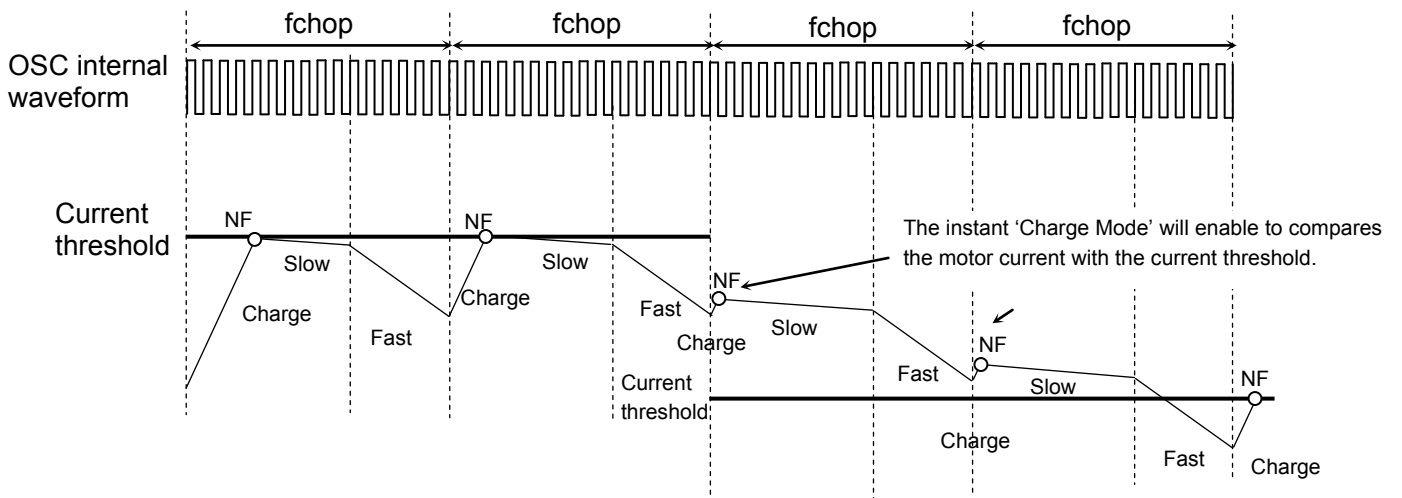 fchop
fchop
fchop
fchop
OSC internal
waveform
Current
threshold
NF
NF
The instant ‘Charge Mode’ will enable to compares
the motor current with the current threshold.
Slow
Slow
NF
Charge
Charge
Fast
Fast
Slow
Charge
NF
Fast
Slow
NF
Current
threshold
Charge
Fast
Charge